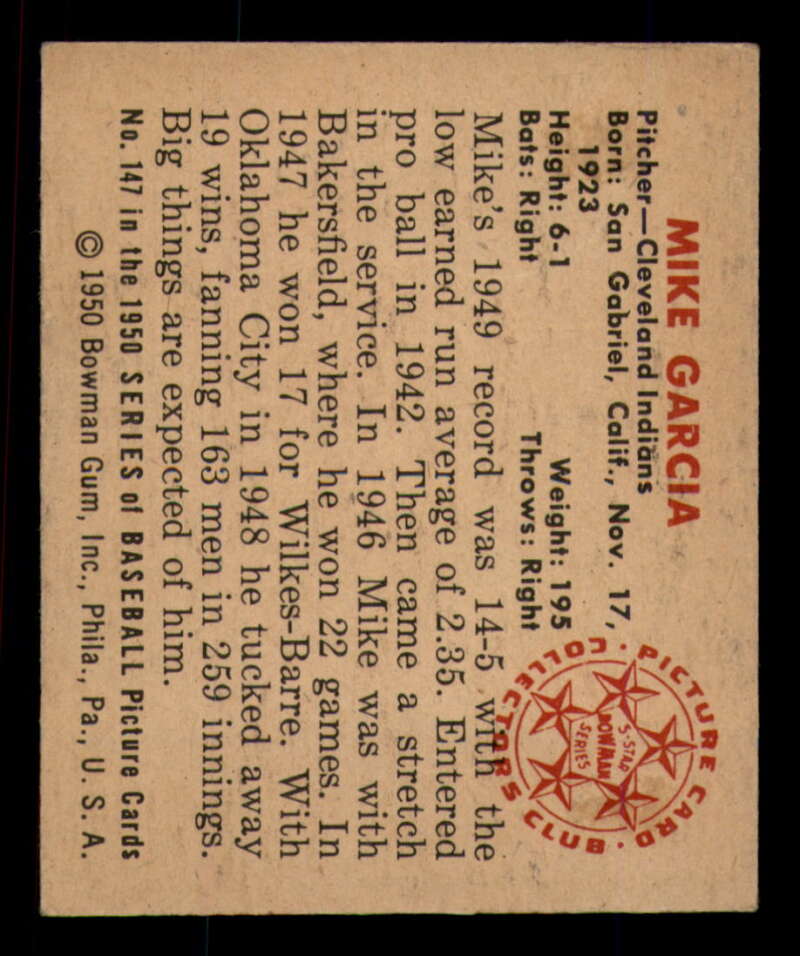 MIKE GARCIA
Pitcher—Cleveland Indians
Born: San Gabriel, Calif., Nov. 17,
1923
Height: 6-1 Weight: 195
Bats: Right Throws: Right
PICTURE CARD · COLLECTORS CLUB ·
5-STAR
BOWMAN
SERIES
Mike's 1949 record was 14-5 with the
low earned run average of 2.35. Entered
pro ball in 1942. Then came a stretch
in the service. In 1946 Mike was with
Bakersfield, where he won 22 games. In
1947 he won 17 for Wilkes-Barre. With
Oklahoma City in 1948 he tucked away
19 wins, fanning 163 men in 259 innings.
Big things are expected of him.
No. 147 in the 1950 SERIES of BASEBALL Picture Cards
© 1950 Bowman Gum, Inc., Phila., Pa., U. S. A.